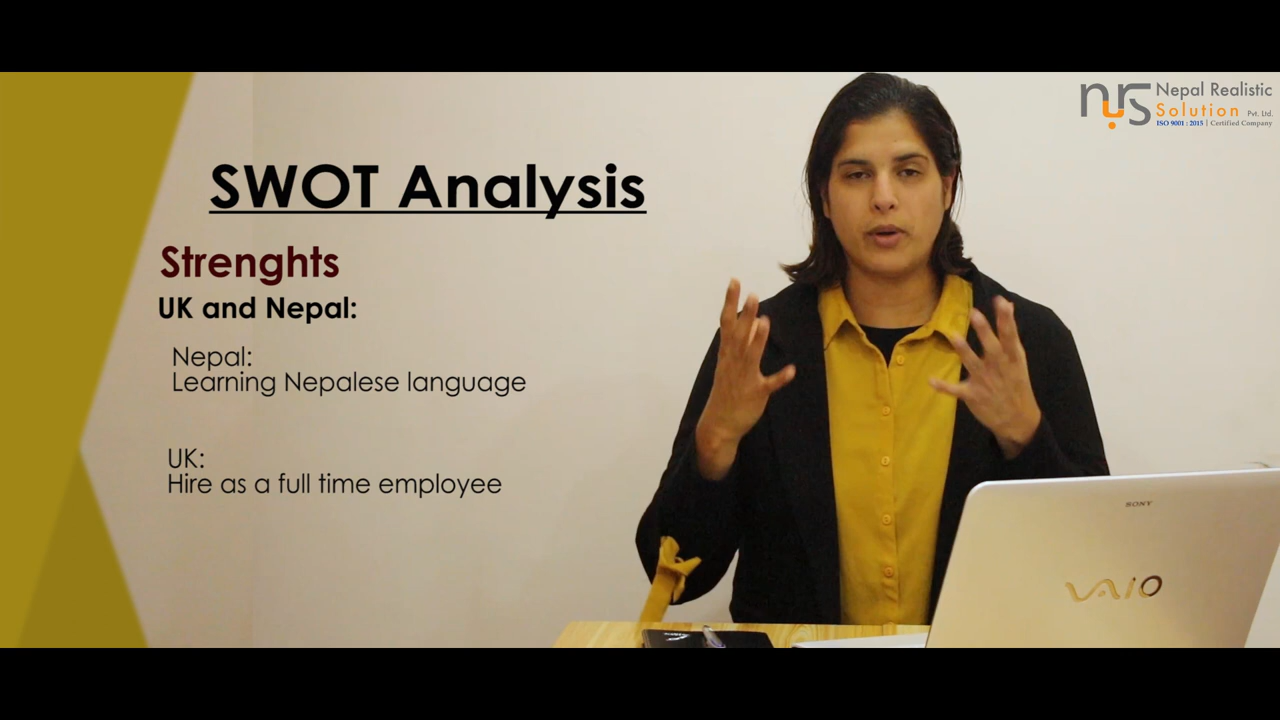 SWOT Analysis
Strenghts
UK and Nepal:
Nepal:
Learning Nepalese language
UK:
Hire as a full time employee
nrs
Nepal Realistic
Solution Pvt. Ltd.
ISO 9001 : 2015 | Certified Company
SONY
VAIO